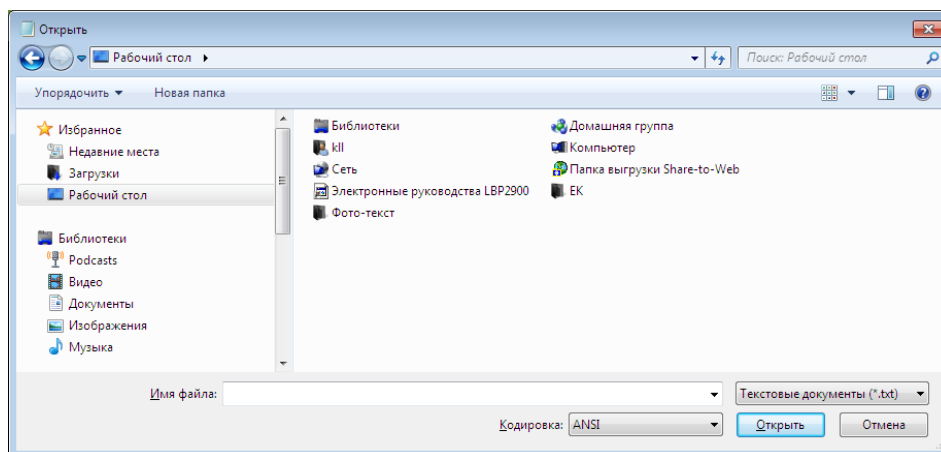 Открыть
Рабочий стол
Поиск: Рабочий стол
Упорядочить
Новая папка
Избранное
Недавние места
Загрузки
Рабочий стол
Библиотеки
Podcasts
Видео
Документы
Изображения
Музыка
Библиотеки
Домашняя группа
kll
Компьютер
Сеть
Папка выгрузки Share-to-Web
Электронные руководства LBP2900
EK
Фото-текст
Имя файла:
Текстовые документы (*.txt)
Кодировка:
ANSI
Открыть
Отмена